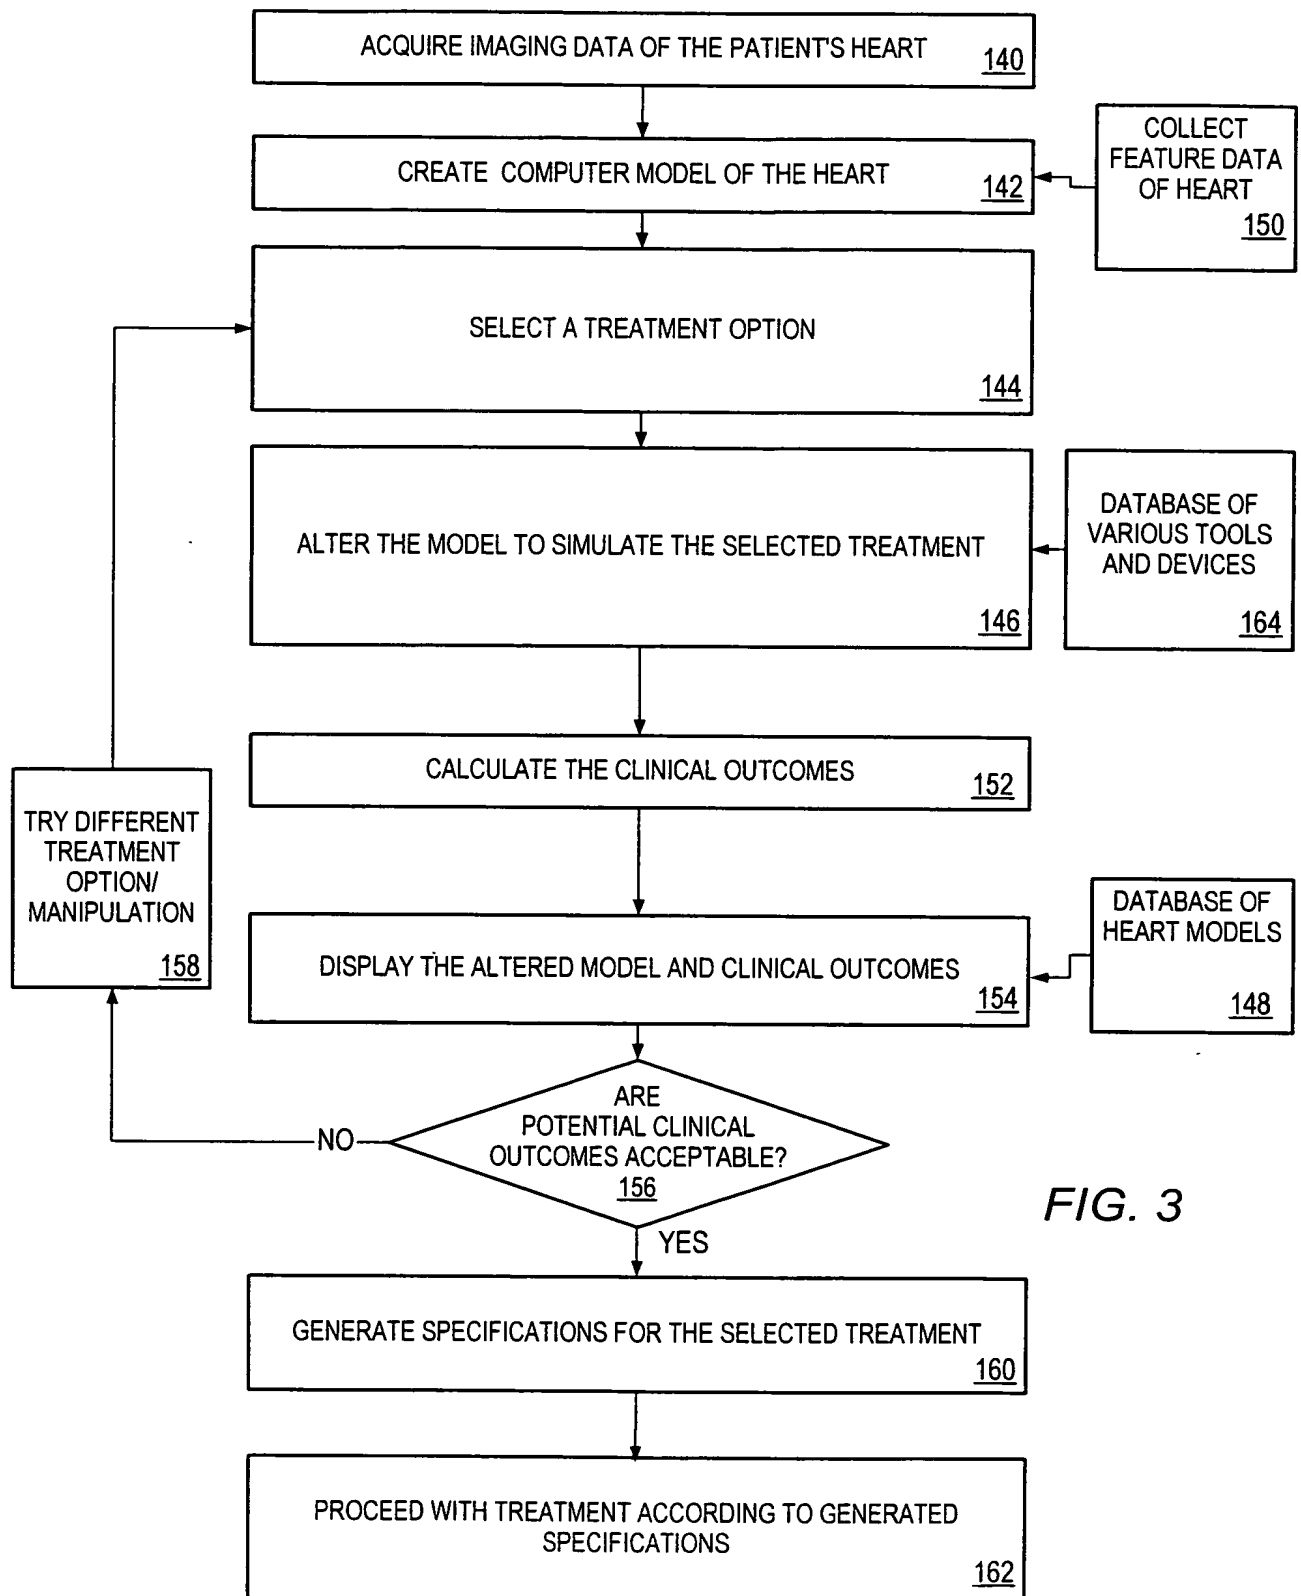 ACQUIRE IMAGING DATA OF THE PATIENT'S HEART
140
CREATE COMPUTER MODEL OF THE HEART
142
COLLECT
FEATURE DATA
OF HEART
150
SELECT A TREATMENT OPTION
144
ALTER THE MODEL TO SIMULATE THE SELECTED TREATMENT
146
DATABASE OF
VARIOUS TOOLS
AND DEVICES
164
CALCULATE THE CLINICAL OUTCOMES
152
TRY DIFFERENT
TREATMENT
OPTION/
MANIPULATION
158
DISPLAY THE ALTERED MODEL AND CLINICAL OUTCOMES
154
DATABASE OF
HEART MODELS
148
ARE
POTENTIAL CLINICAL
OUTCOMES ACCEPTABLE?
156
NO
YES
FIG. 3
GENERATE SPECIFICATIONS FOR THE SELECTED TREATMENT
160
PROCEED WITH TREATMENT ACCORDING TO GENERATED
SPECIFICATIONS
162